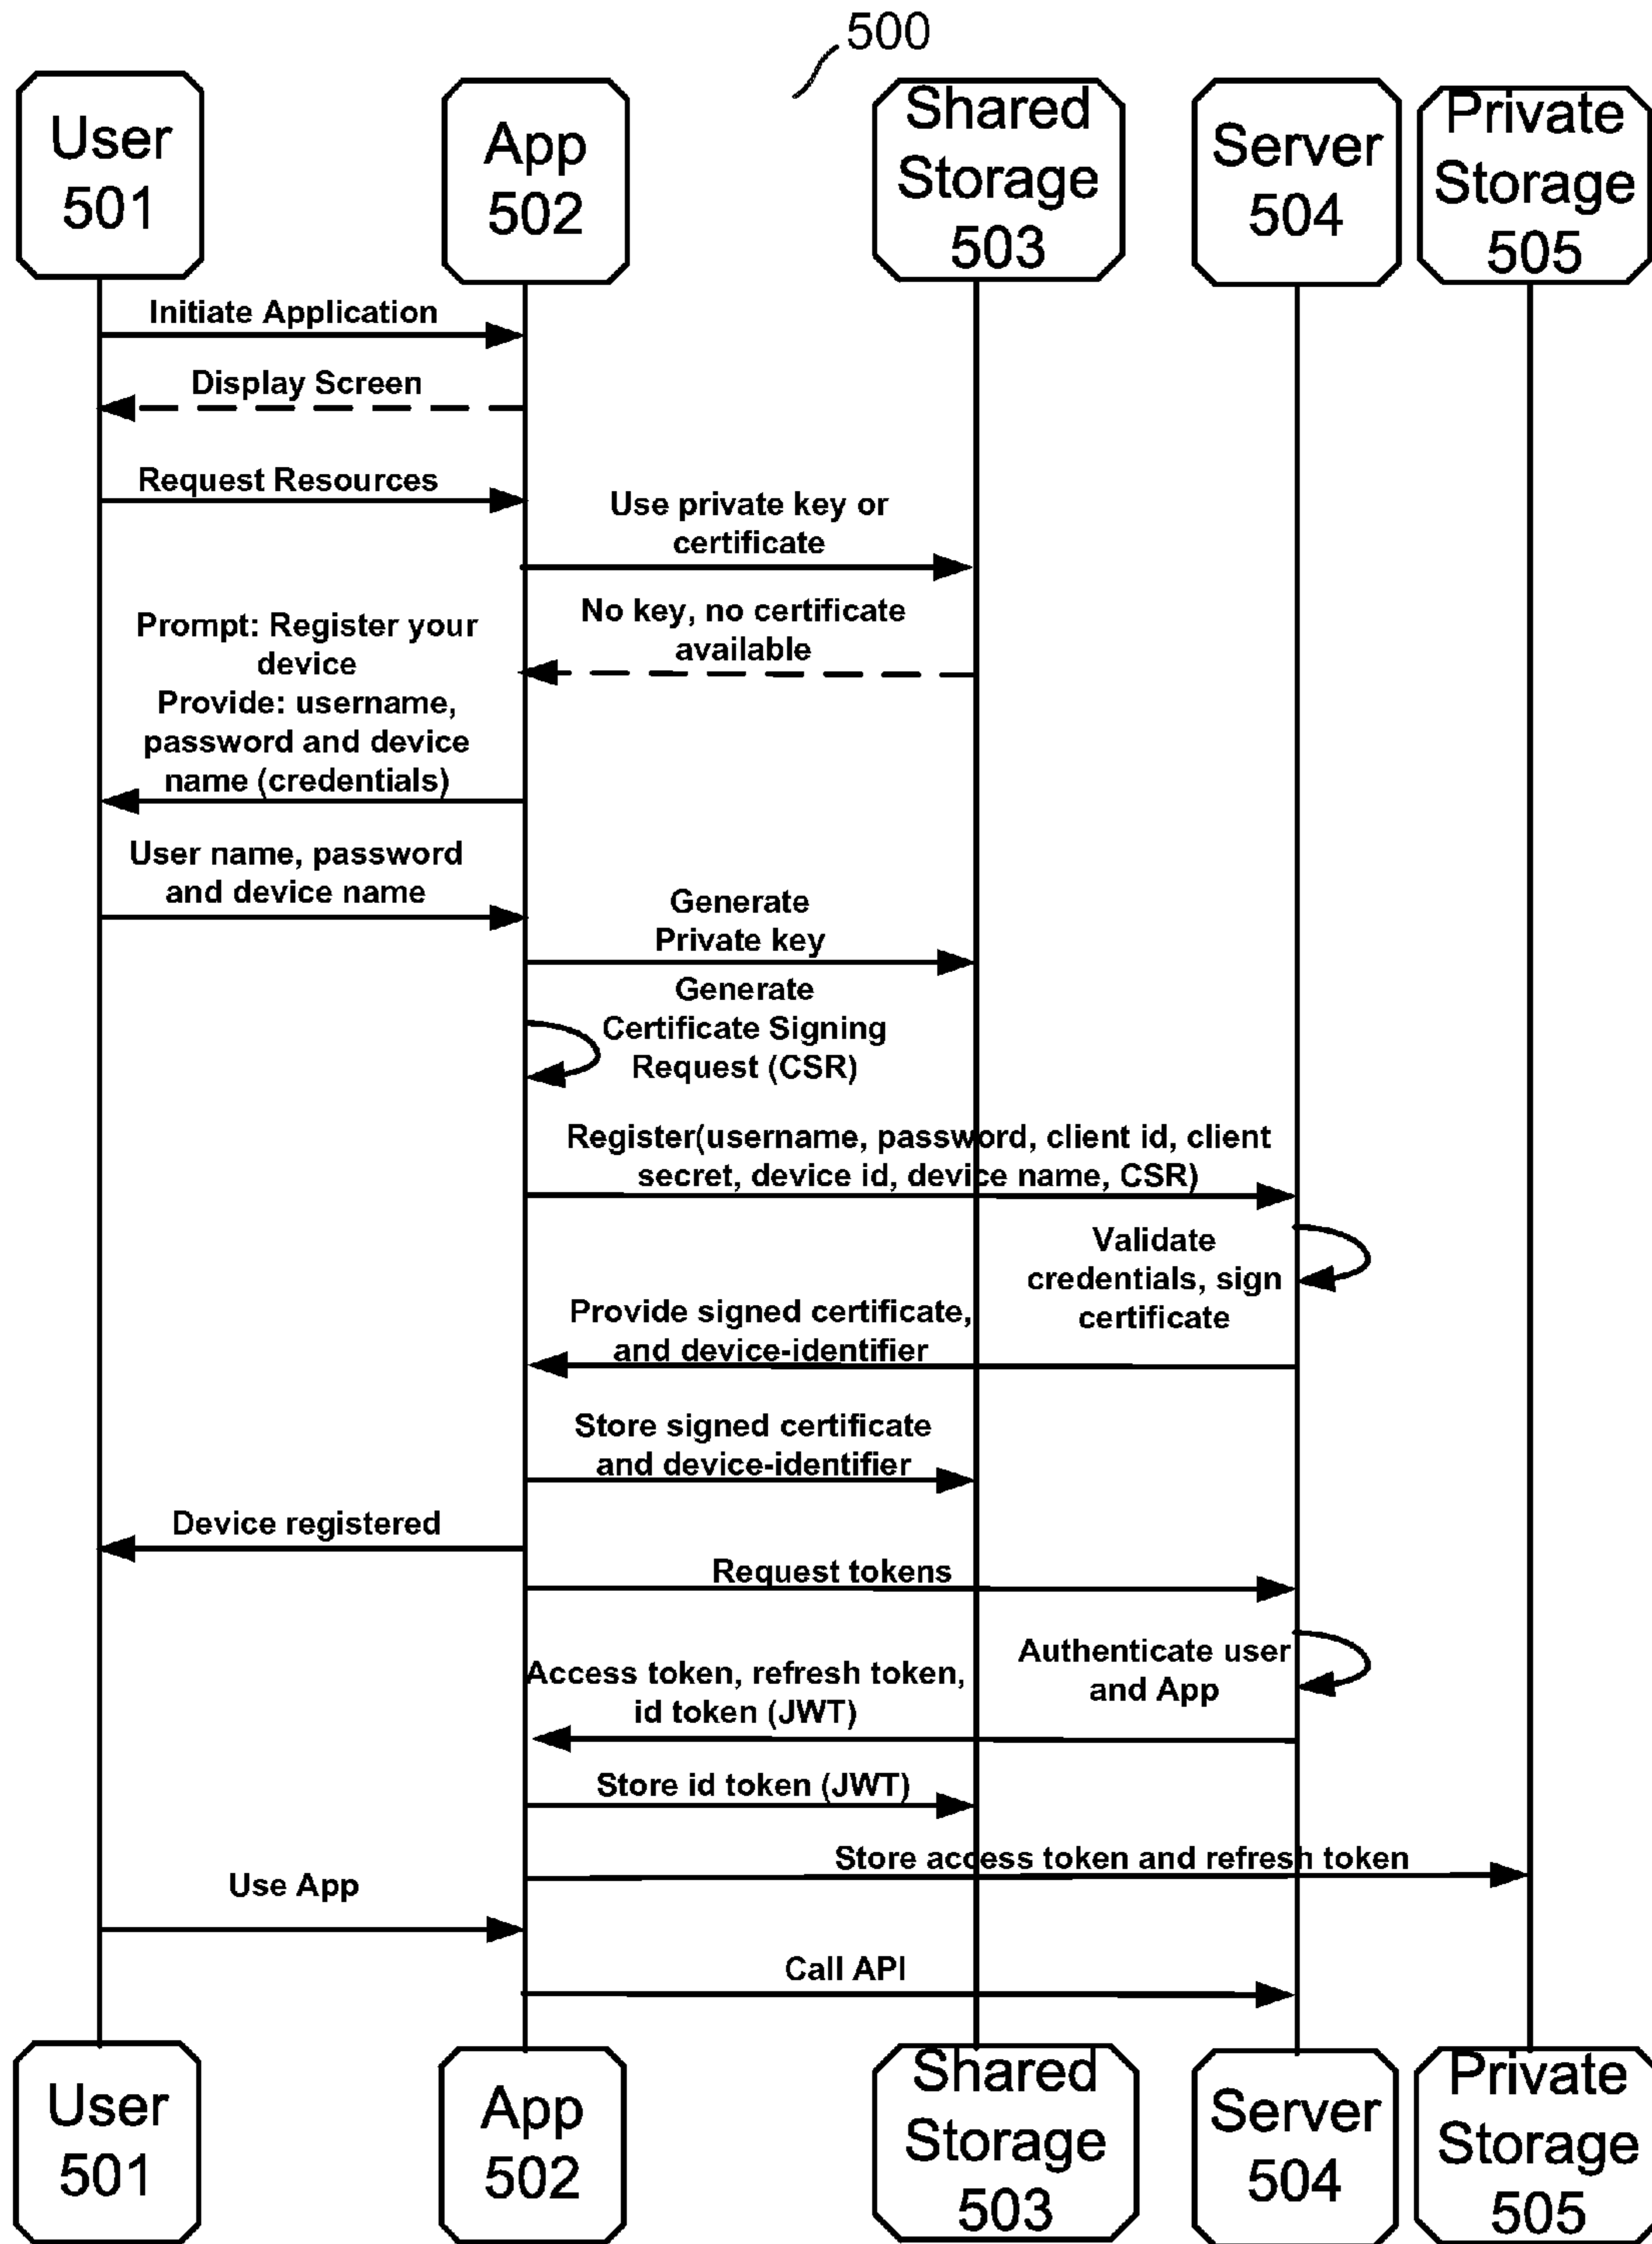 500
User
501
App
502
Shared
Storage
503
Server
504
Private
Storage
505
Initiate Application
Display Screen
Request Resources
Use private key or
certificate
No key, no certificate
available
Prompt: Register your
device
Provide: username,
password and device
name (credentials)
User name, password
and device name
Generate
Private key
Generate
Certificate Signing
Request (CSR)
Register(username, password, client id, client
secret, device id, device name, CSR)
Validate
credentials, sign
certificate
Provide signed certificate,
and device-identifier
Store signed certificate
and device-identifier
Device registered
Request tokens
Authenticate user
and App
Access token, refresh token,
id token (JWT)
Store id token (JWT)
Store access token and refresh token
Use App
Call API
User
501
App
502
Shared
Storage
503
Server
504
Private
Storage
505